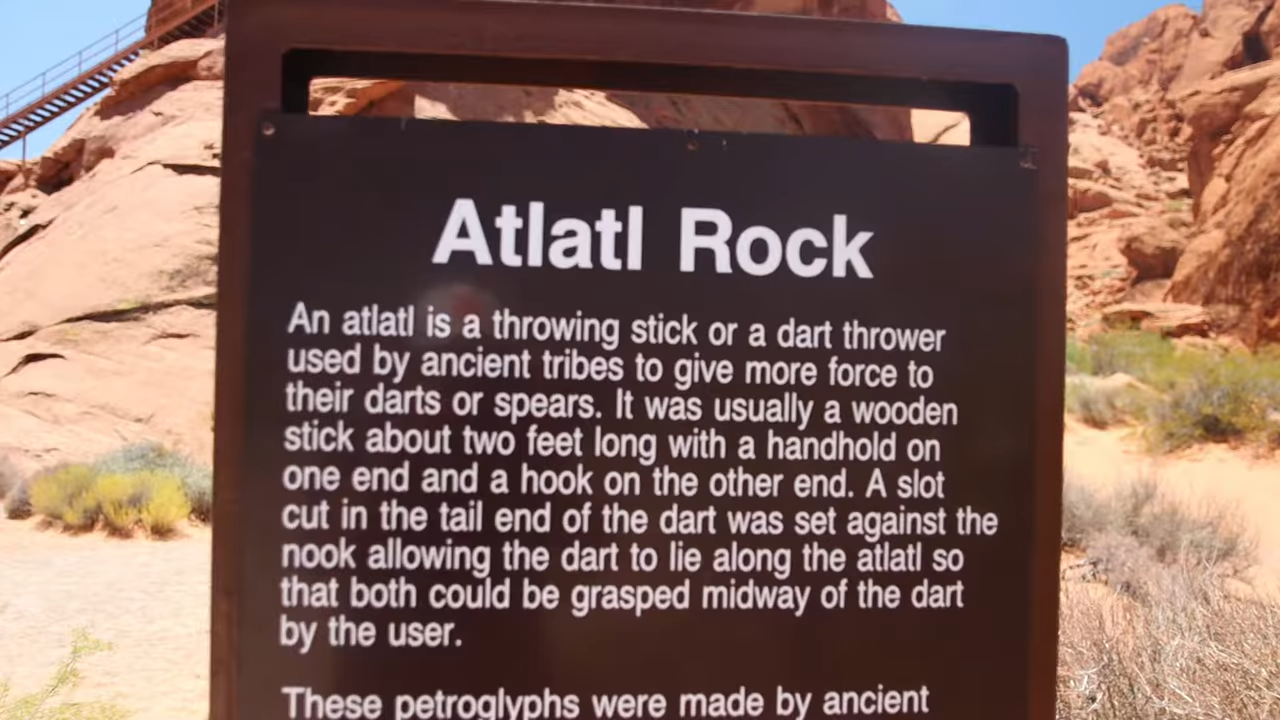 Atlatl Rock
An atlatl is a throwing stick or a dart thrower
used by ancient tribes to give more force to
their darts or spears. It was usually a wooden
stick about two feet long with a handhold on
one end and a hook on the other end. A slot
cut in the tail end of the dart was set against the
nook allowing the dart to lie along the atlatl so
that both could be grasped midway of the dart
by the user.
These petroglyphs were made by ancient